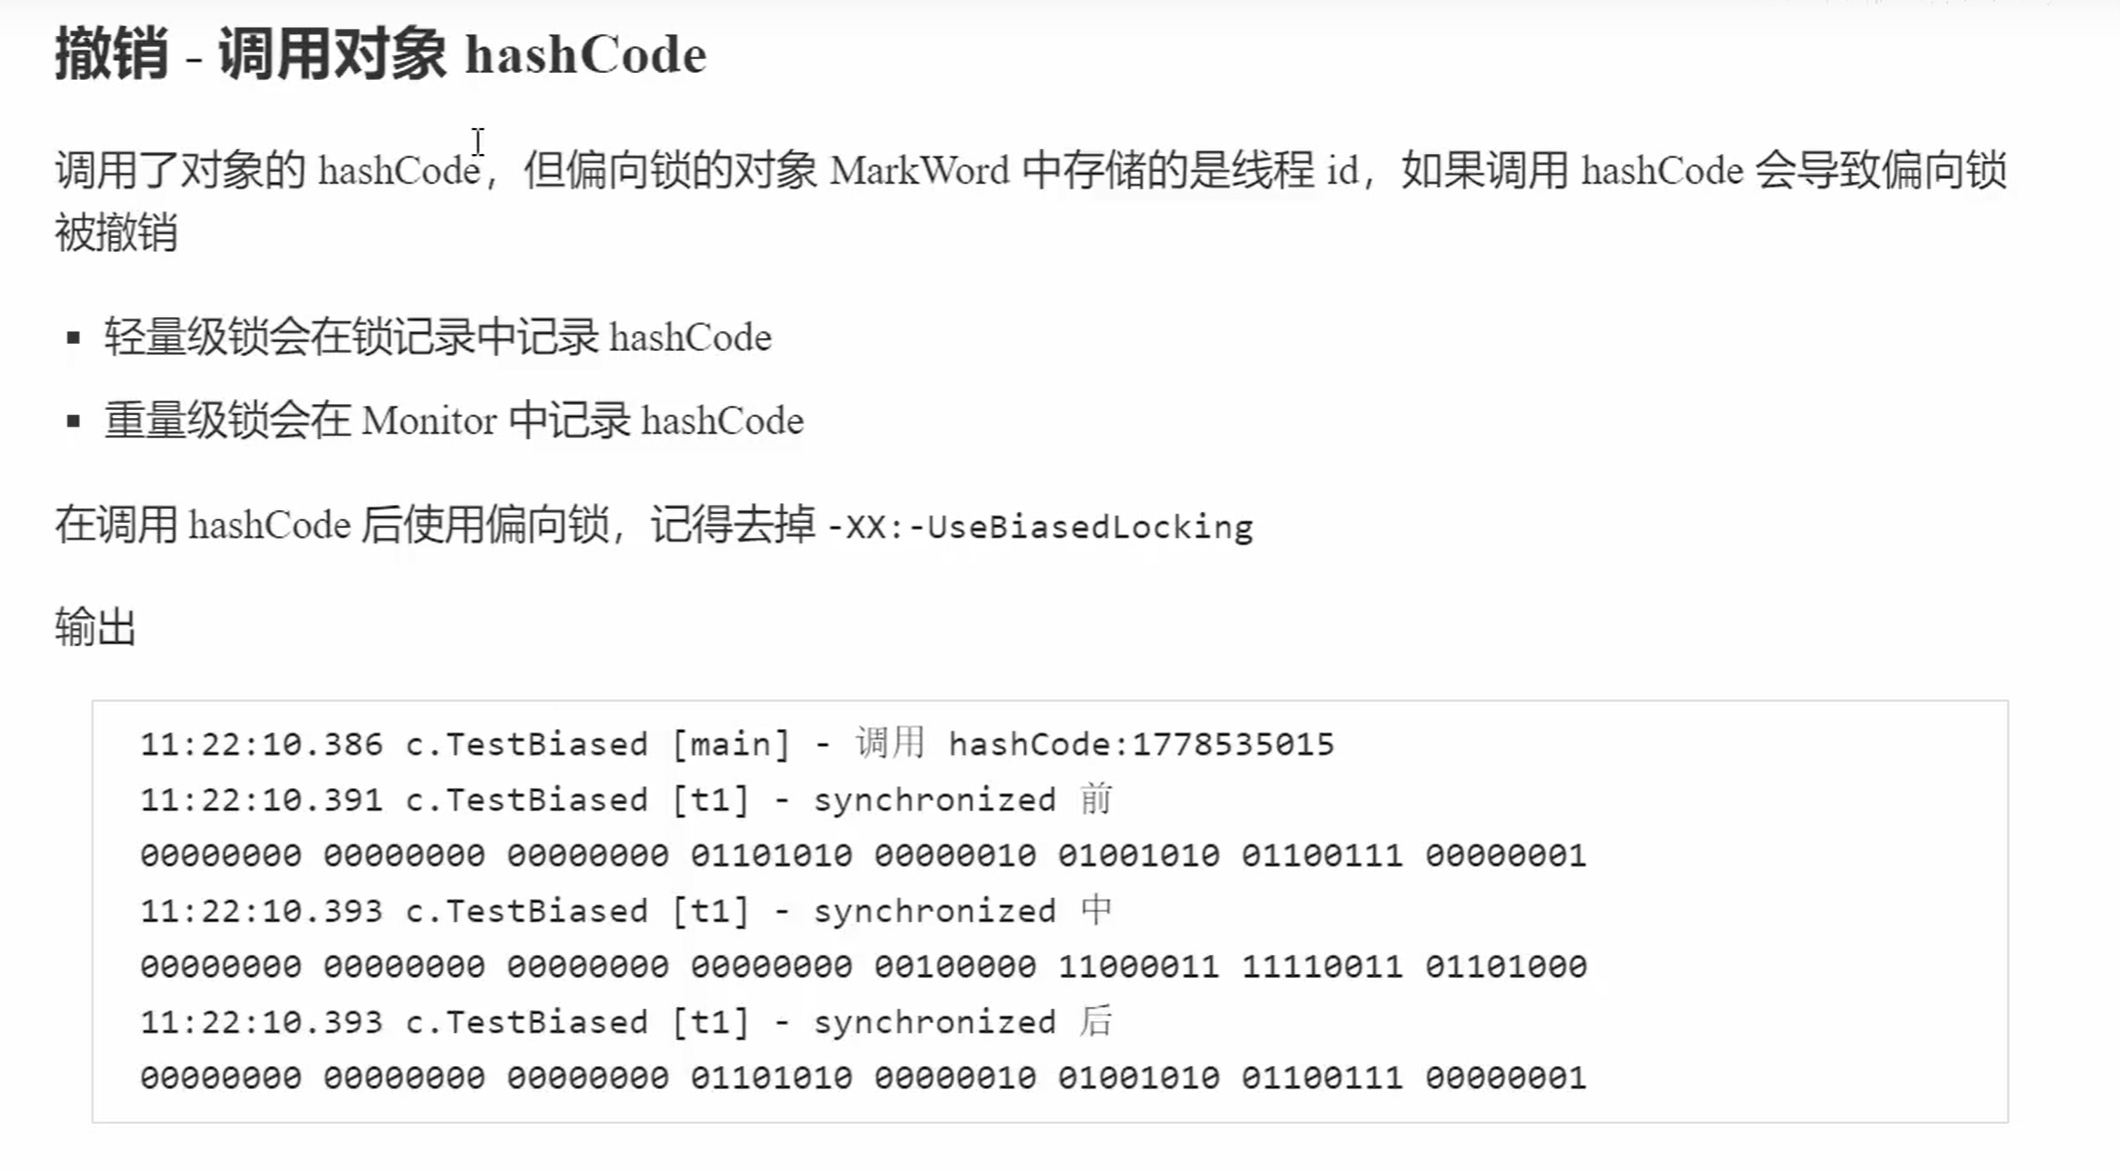 撤销 - 调用对象 hashCode
调用了对象的 hashCode，但偏向锁的对象 MarkWord 中存储的是线程 id，如果调用 hashCode 会导致偏向锁
被撤销
▪ 轻量级锁会在锁记录中记录 hashCode
▪ 重量级锁会在 Monitor 中记录 hashCode
在调用 hashCode 后使用偏向锁，记得去掉 -XX:-UseBiasedLocking
输出
11:22:10.386 c.TestBiased [main] - 调用 hashCode:1778535015
11:22:10.391 c.TestBiased [t1] - synchronized 前
00000000 00000000 00000000 01101010 00000010 01001010 01100111 00000001
11:22:10.393 c.TestBiased [t1] - synchronized 中
00000000 00000000 00000000 00000000 00100000 11000011 11110011 01101000
11:22:10.393 c.TestBiased [t1] - synchronized 后
00000000 00000000 00000000 01101010 00000010 01001010 01100111 00000001